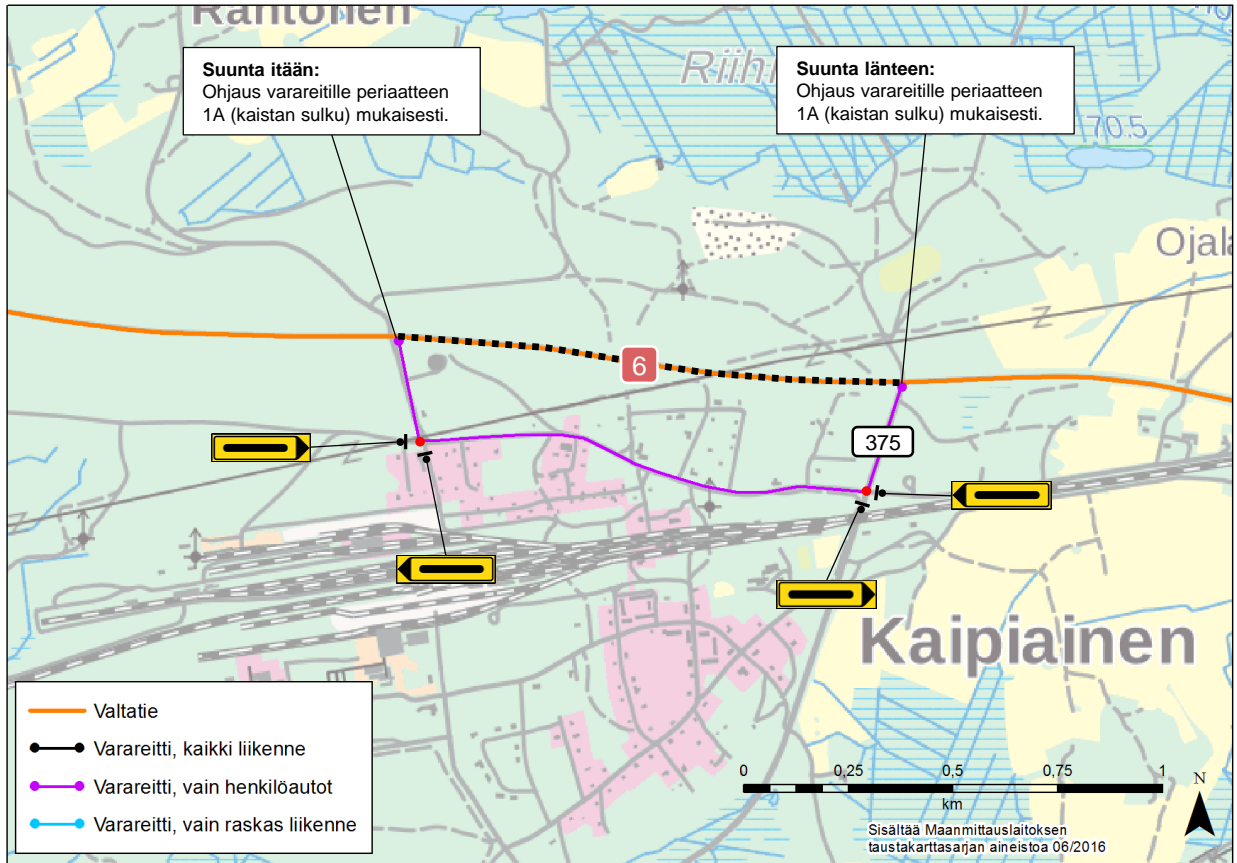 Rantonen
Suunta itään:
Ohjaus varareitille periaatteen
1A (kaistan sulku) mukaisesti.
Suunta länteen:
Ohjaus varareitille periaatteen
1A (kaistan sulku) mukaisesti.
Riihi
70.5
Ojala
6
375
Kaipiainen
Valtatie
Varareitti, kaikki liikenne
Varareitti, vain henkilöautot
Varareitti, vain raskas liikenne
0 0,25 0,5 0,75 1
km
N
Sisältää Maanmittauslaitoksen
taustakarttasarjan aineistoa 06/2016